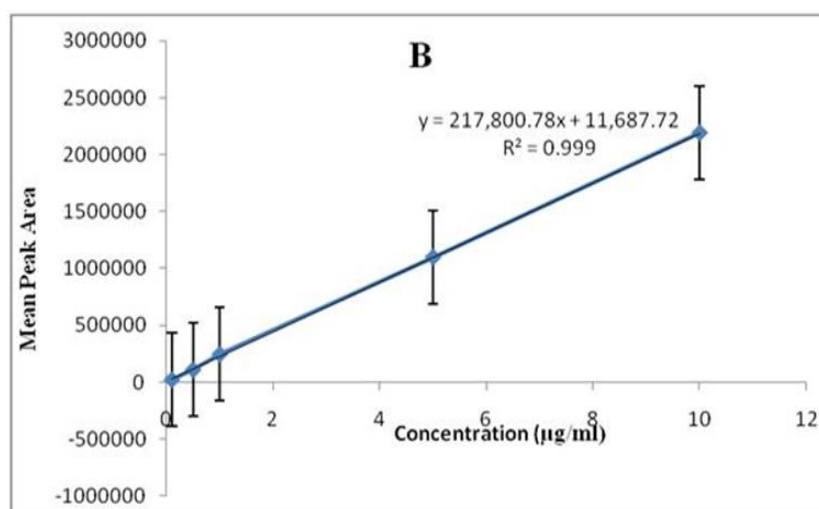 B
3000000
2500000
2000000
1500000
1000000
500000
0
-500000
-1000000
Mean Peak Area
y = 217,800.78x + 11,687.72
R² = 0.999
0 2 4 6 8 10 12
Concentration (µg/ml)